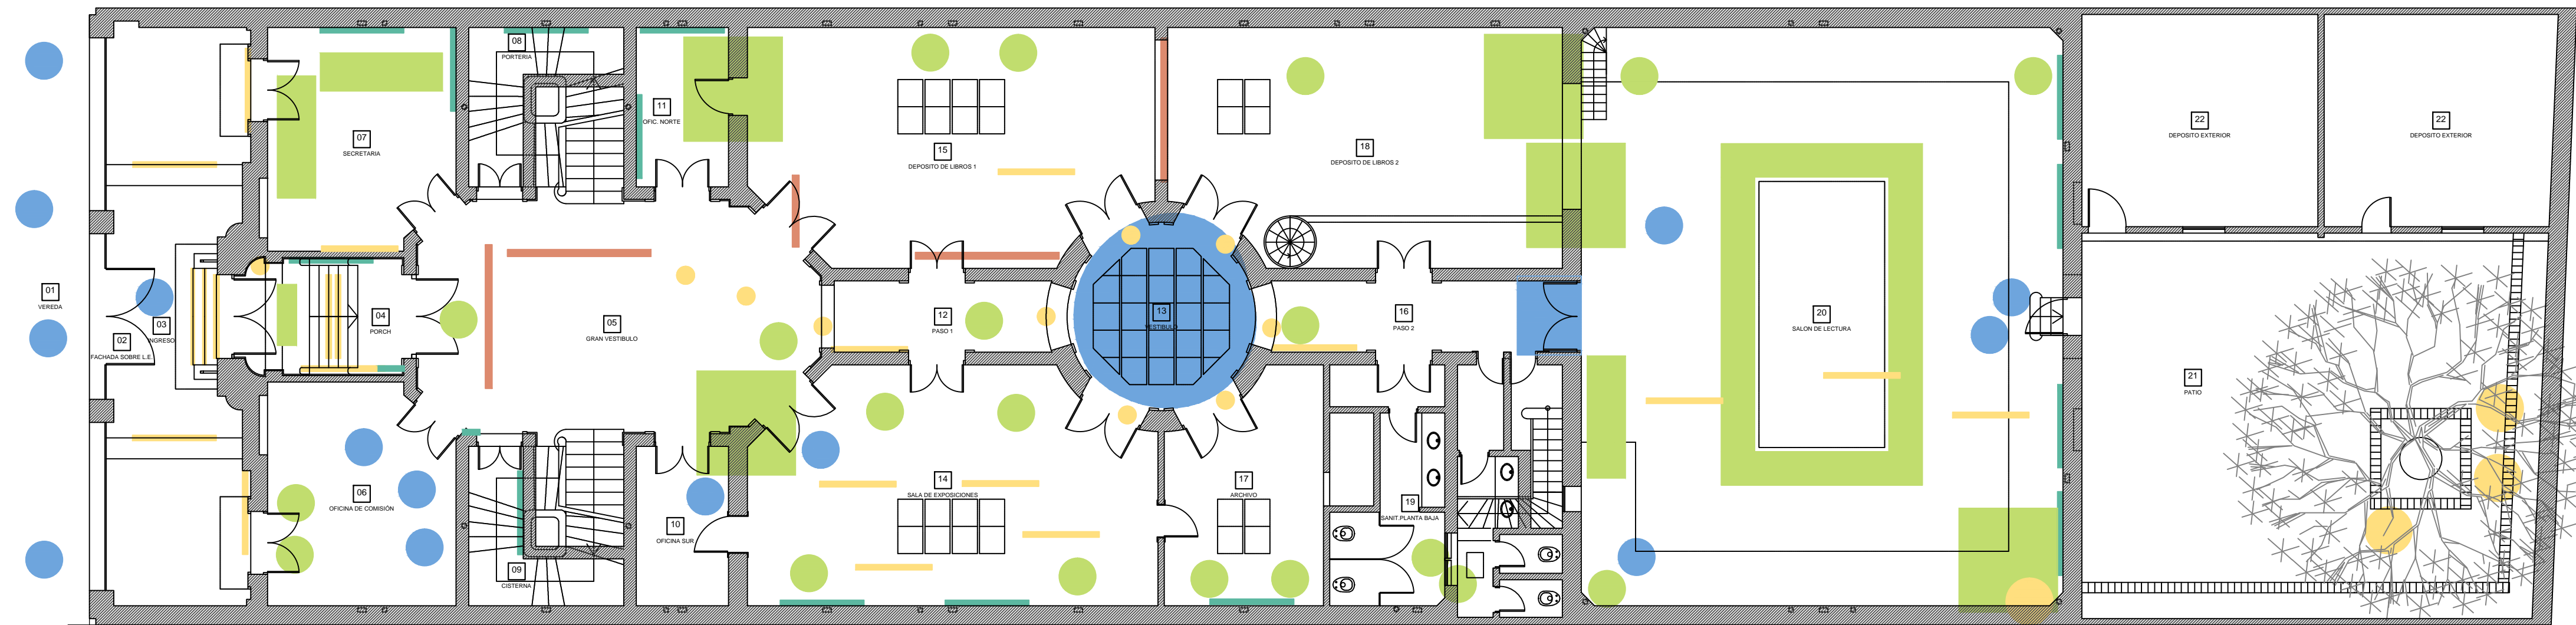 01
VEREDA
02
FACHADA SOBRE L.E.
03
INGRESO
04
PORCH
05
GRAN VESTIBULO
06
OFICINA DE COMISIÓN
07
SECRETARIA
08
PORTERIA
09
CISTERNA
10
OFICINA SUR
11
OFIC. NORTE
12
PASO 1
13
VESTIBULO
14
SALA DE EXPOSICIONES
15
DEPOSITO DE LIBROS 1
16
PASO 2
17
ARCHIVO
18
DEPOSITO DE LIBROS 2
19
SANIT.PLANTA BAJA
20
SALON DE LECTURA
21
PATIO
22
DEPOSITO EXTERIOR
22
DEPOSITO EXTERIOR